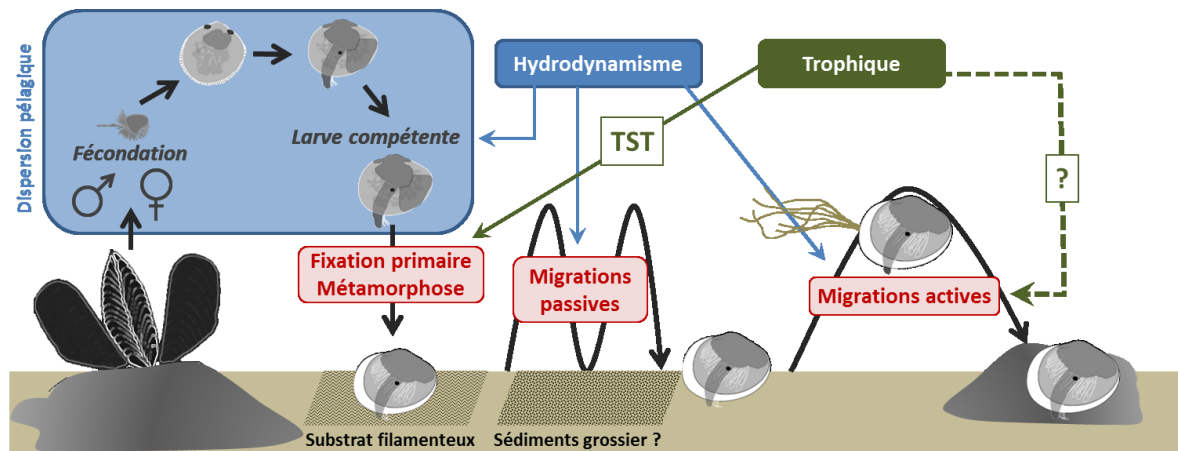 Dispersion pélagique
Fécondation
Larve compétente
Hydrodynamisme
Trophique
TST
?
Fixation primaire
Métamorphose
Migrations
passives
Migrations actives
Substrat filamenteux
Sédiments grossier ?